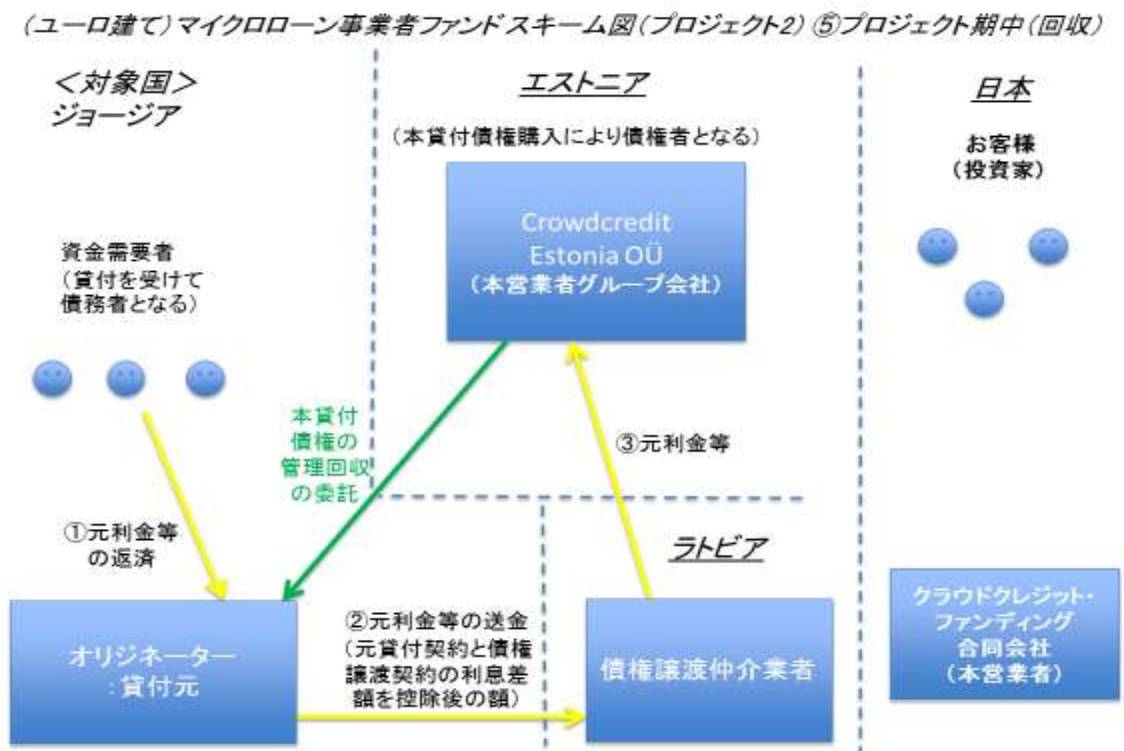 (ユーロ建て)マイクロローン事業者ファンドスキーム図(プロジェクト2) ⑤プロジェクト期中(回収)
＜対象国＞
ジョージア
エストニア
日本
(本貸付債権購入により債権者となる)
お客様
(投資家)
Crowdcredit
Estonia OÜ
(本営業者グループ会社)
資金需要者
(貸付を受けて
債務者となる)
本貸付
債権の
管理回収
の委託
③元利金等
①元利金等
の返済
ラトビア
②元利金等の送金
(元貸付契約と債権
譲渡契約の利息差
額を控除後の額)
オリジネーター
:貸付元
債権譲渡仲介業者
クラウドクレジット・
ファンディング
合同会社
(本営業者)